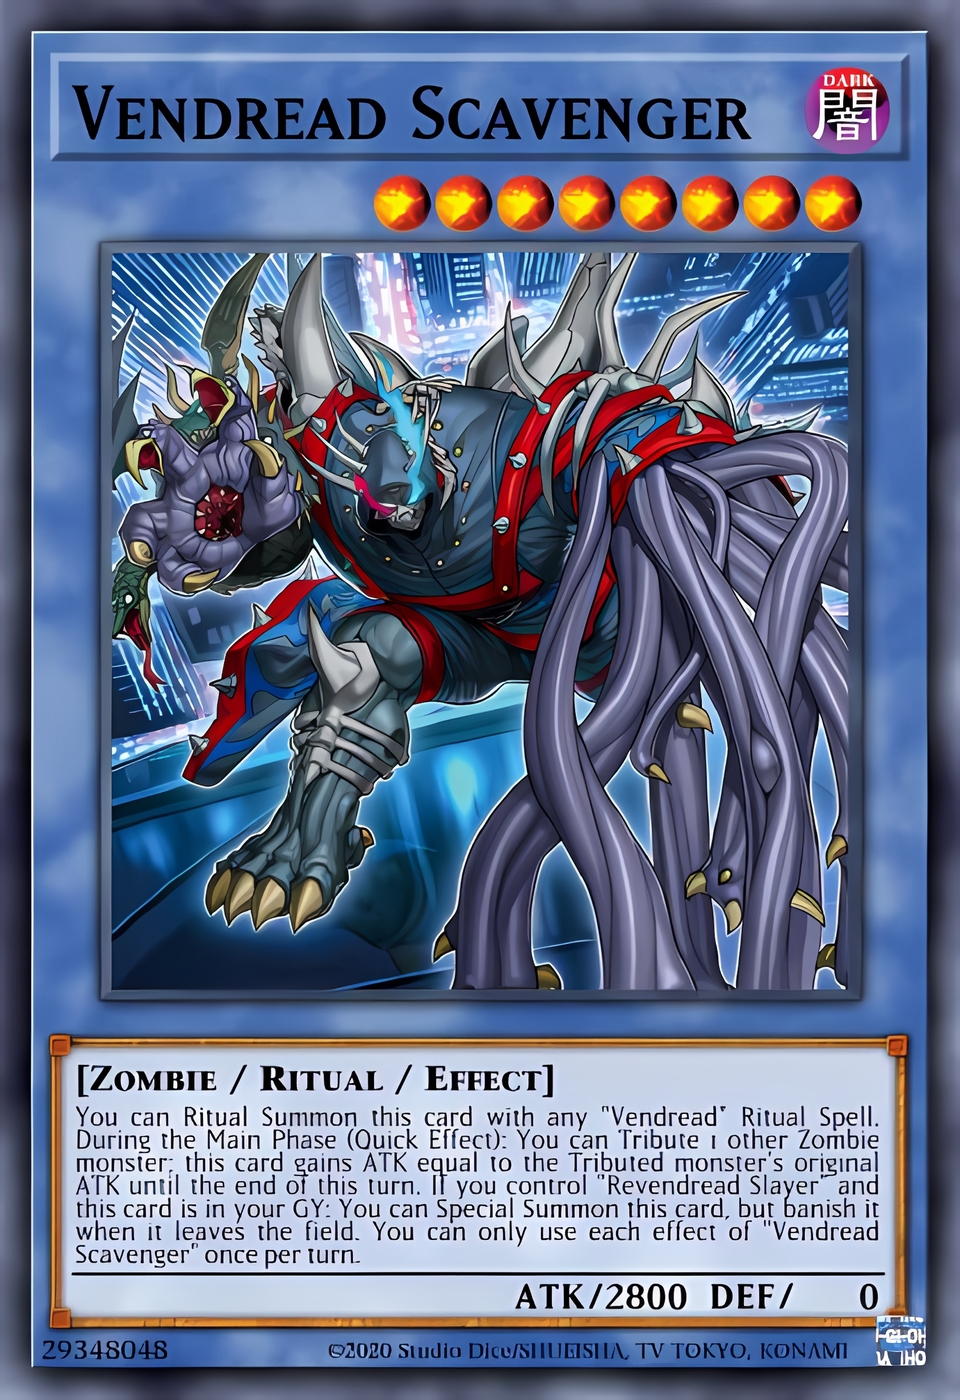 VENDREAD SCAVENGER
DARK
闇
[ZOMBIE / RITUAL / EFFECT]
You can Ritual Summon this card with any "Vendread" Ritual Spell.
During the Main Phase (Quick Effect): You can Tribute 1 other Zombie
monster; this card gains ATK equal to the Tributed monster's original
ATK until the end of this turn. If you control "Revendread Slayer" and
this card is in your GY: You can Special Summon this card, but banish it
when it leaves the field. You can only use each effect of "Vendread
Scavenger" once per turn.
ATK/2800 DEF/ 0
29348048
©2020 Studio Dice/SHUEISHA, TV TOKYO, KONAMI